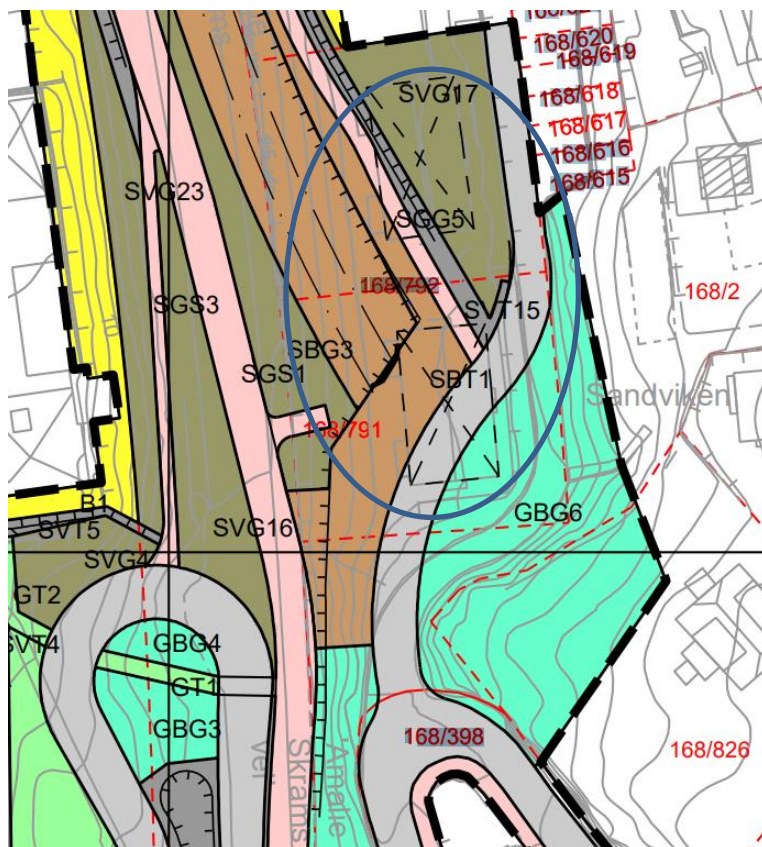 168/620
168/619
SVG17
168/618
168/617
168/616
168/615
SVG23
SGG5
168/792
168/2
SGS3
SVT15
SBG3
SGS1
SBT1
Sandviken
168/791
B1
GBG6
SVT5
SVG16
SVG4
GT2
SVT4
GBG4
GT1
GBG3
168/398
168/826
Amalie
Skrams
Vei